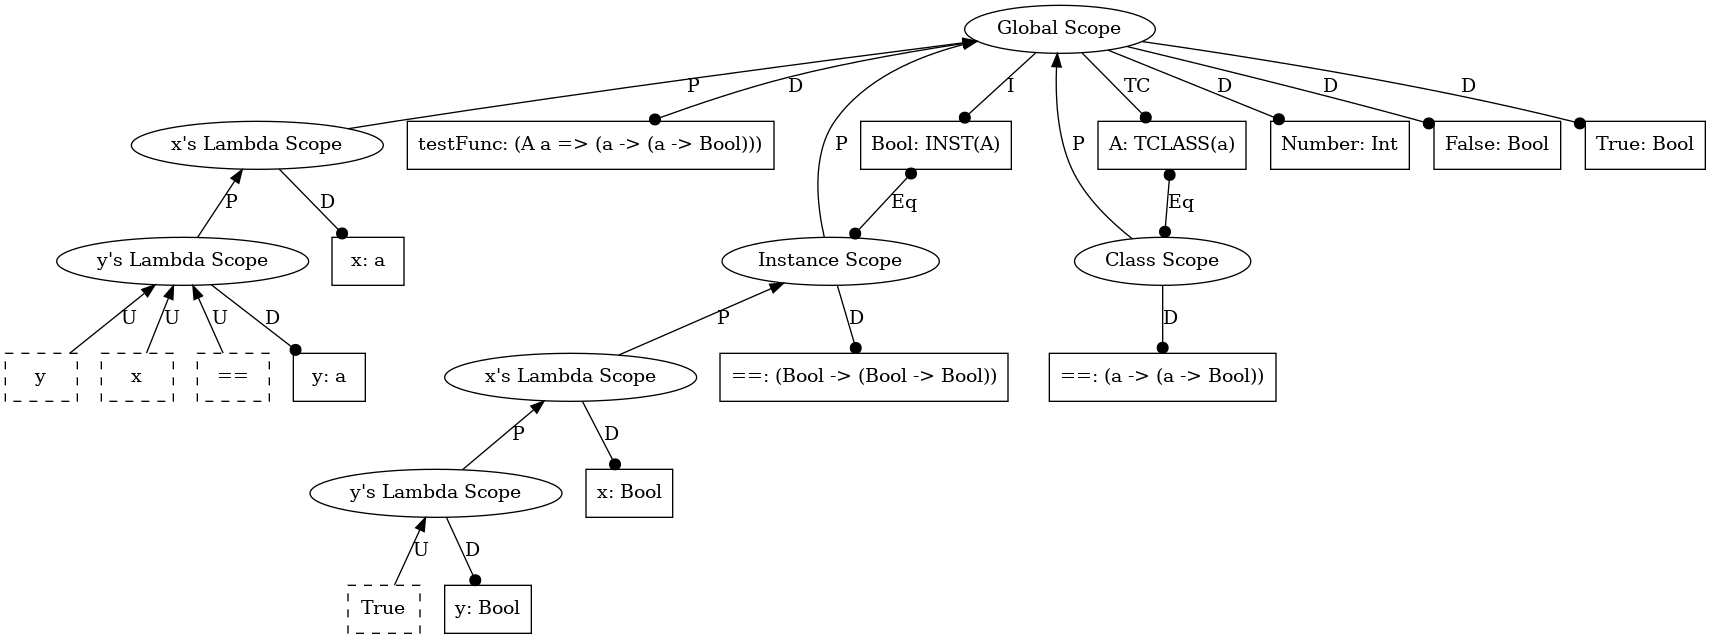 Global Scope
P
D
I
TC
D
D
D
x's Lambda Scope
testFunc: (A a => (a -> (a -> Bool)))
P
Bool: INST(A)
A: TCLASS(a)
P
Number: Int
False: Bool
True: Bool
P
D
Eq
Eq
y's Lambda Scope
x: a
Instance Scope
Class Scope
U
U
U
D
P
D
D
y
x
==
y: a
x's Lambda Scope
==: (Bool -> (Bool -> Bool))
==: (a -> (a -> Bool))
P
D
y's Lambda Scope
x: Bool
U
D
True
y: Bool